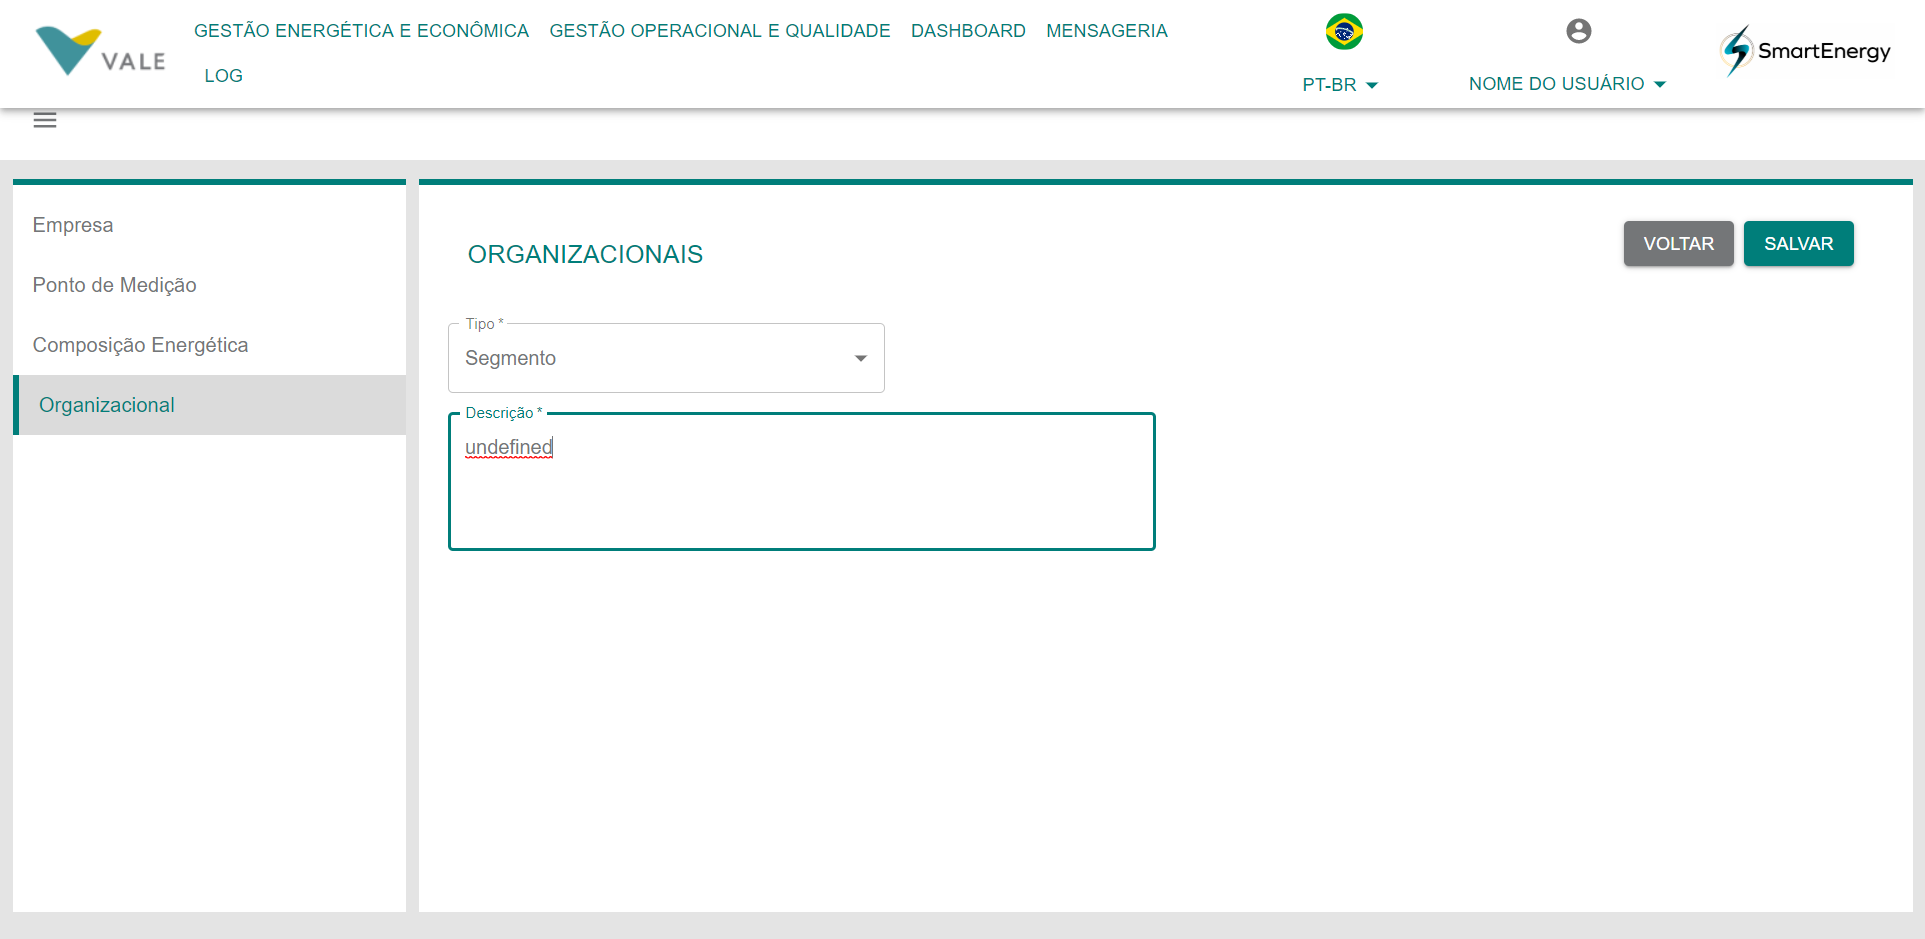 VALE
GESTÃO ENERGÉTICA E ECONÔMICA GESTÃO OPERACIONAL E QUALIDADE DASHBOARD MENSAGERIA
LOG
PT-BR
NOME DO USUÁRIO
SmartEnergy
Empresa
Ponto de Medição
Composição Energética
Organizacional
ORGANIZACIONAIS
VOLTAR
SALVAR
Tipo *
Segmento
Descrição *
undefined